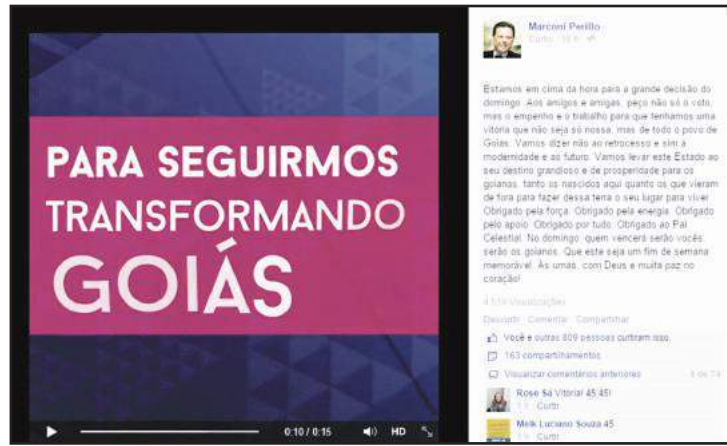 PARA SEGUIRMOS
TRANSFORMANDO
GOIÁS
0:10 / 0:15
HD
Marconi Perillo
Curtir
Estamos em cima da hora para a grande decisão do
domingo. Aos amigos e amigas, peço não só o voto,
mas o empenho e o trabalho para que tenhamos uma
vitória que não seja só nossa, mas de todo o povo de
Goiás. Vamos dizer não ao retrocesso e sim à
modernidade e ao futuro. Vamos levar este Estado ao
seu destino grandioso e de prosperidade para os
goianos, tanto os nascidos aqui quanto os que vieram
de fora para fazer dessa terra o seu lugar para viver.
Obrigado pela força. Obrigado pela energia. Obrigado
pelo apoio. Obrigado por tudo. Obrigado ao Pai
Celestial. No domingo, quem vencerá serão vocês,
serão os goianos. Que este seja um fim de semana
memorável. Às urnas, com Deus e muita paz no
coração!
visualizações
Descurtir · Comentar · Compartilhar
Você e outras 809 pessoas curtiram isso.
163 compartilhamentos
Visualizar comentários anteriores
Rose Sá Vitória! 45 45!
Curtir
Melk Luciano Souza 45
Curtir